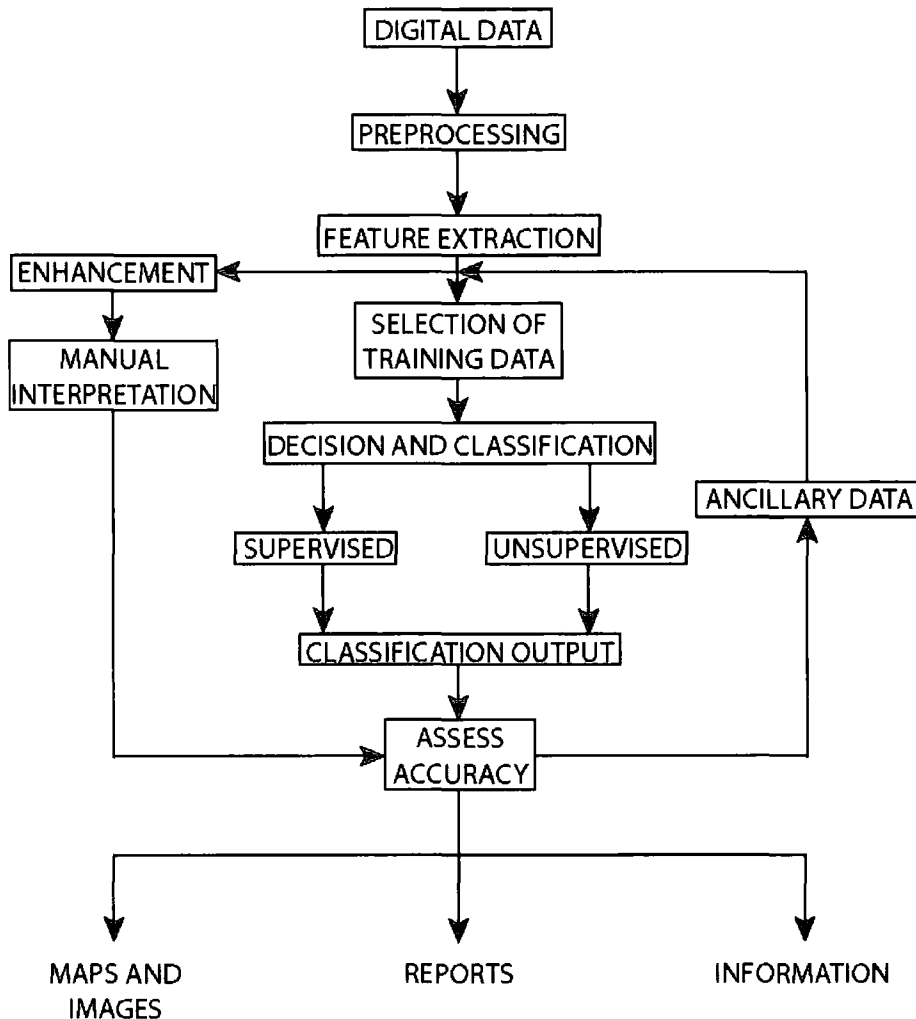 DIGITAL DATA
PREPROCESSING
FEATURE EXTRACTION
ENHANCEMENT
SELECTION OF
TRAINING DATA
MANUAL
INTERPRETATION
DECISION AND CLASSIFICATION
ANCILLARY DATA
SUPERVISED
UNSUPERVISED
CLASSIFICATION OUTPUT
ASSESS
ACCURACY
MAPS AND
IMAGES
REPORTS
INFORMATION